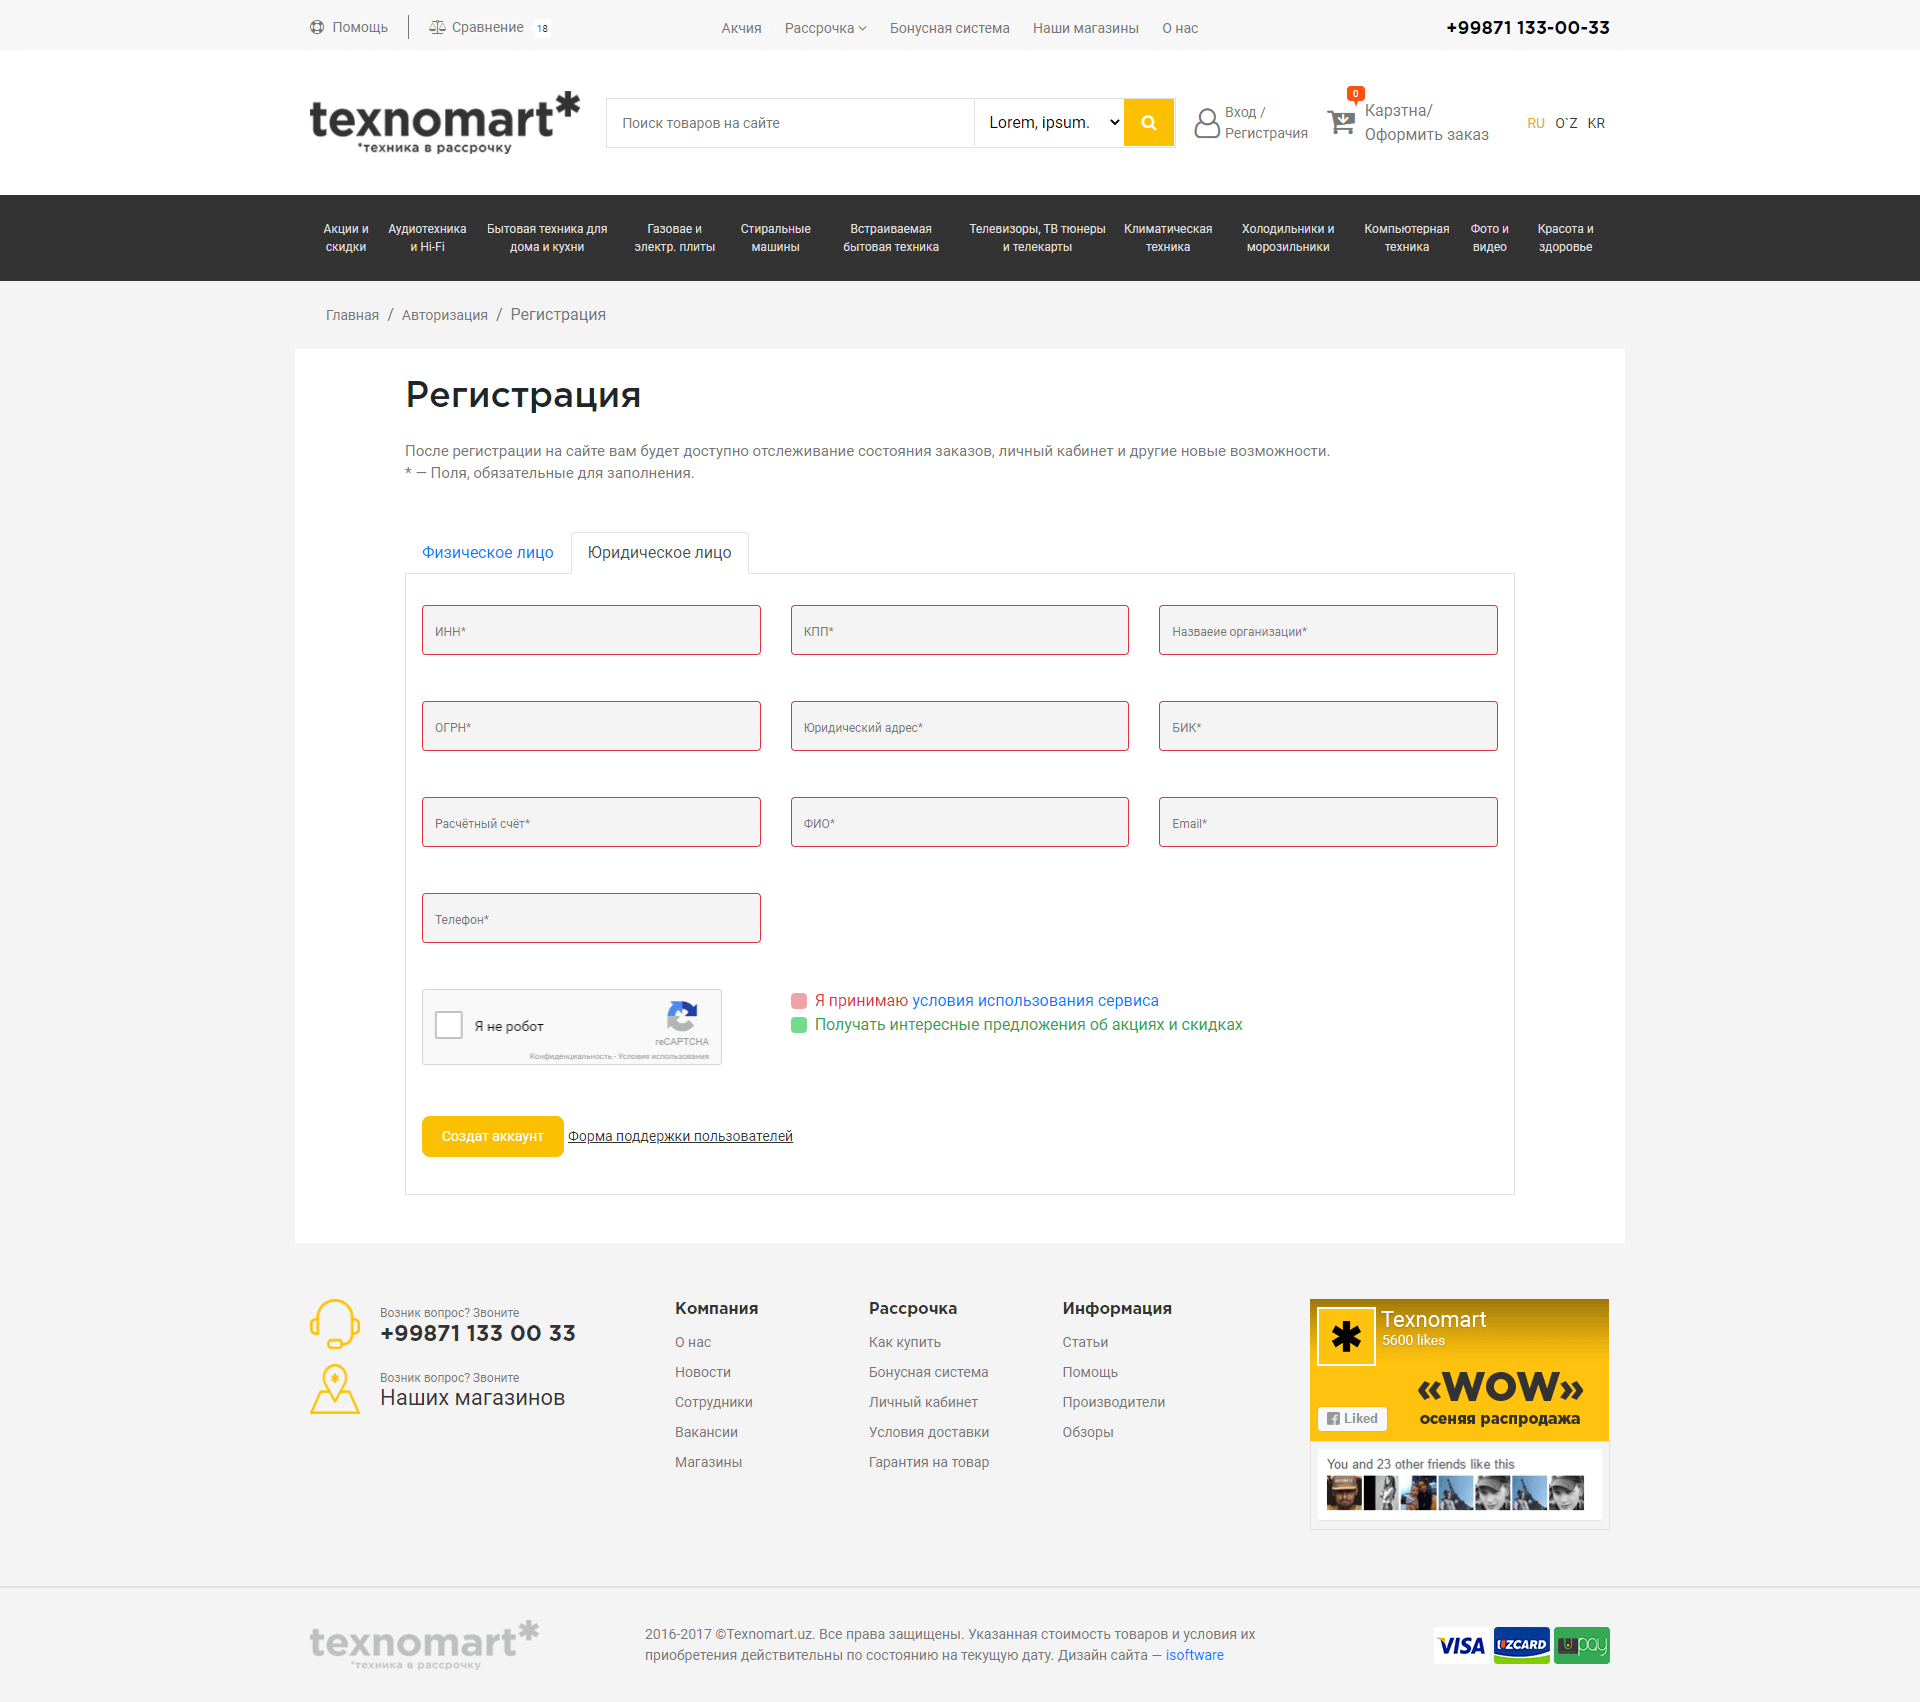 Помощь
Сравнение 18
Акчия
Рассрочка
Бонусная система
Наши магазины
О нас
+99871 133-00-33
texnomart*
*техника в рассрочку
Поиск товаров на сайте
Lorem, ipsum.
Вход /
Регистрачия
0
Карзтна/
Оформить заказ
RU O`Z KR
Акции и
скидки
Аудиотехника
и Hi-Fi
Бытовая техника для
дома и кухни
Газовае и
электр. плиты
Стиральные
машины
Встраиваемая
бытовая техника
Телевизоры, ТВ тюнеры
и телекарты
Климатическая
техника
Холодильники и
морозильники
Компьютерная
техника
Фото и
видео
Красота и
здоровье
Главная / Авторизация / Регистрация
Регистрация
После регистрации на сайте вам будет доступно отслеживание состояния заказов, личный кабинет и другие новые возможности.
* — Поля, обязательные для заполнения.
Физическое лицо
Юридическое лицо
ИНН*
КПП*
Назваеие организации*
ОГРН*
Юридический адрес*
БИК*
Расчётный счёт*
ФИО*
Email*
Телефон*
Я не робот
reCAPTCHA
Конфиденциальность - Условия использования
Я принимаю условия использования сервиса
Получать интересные предложения об акциях и скидках
Создат аккаунт
Форма поддержки пользователей
Возник вопрос? Звоните
+99871 133 00 33
Возник вопрос? Звоните
Наших магазинов
Компания
О нас
Новости
Сотрудники
Вакансии
Магазины
Рассрочка
Как купить
Бонусная система
Личный кабинет
Условия доставки
Гарантия на товар
Информация
Статьи
Помощь
Производители
Обзоры
Texnomart
5600 likes
«WOW»
осеняя распродажа
Liked
You and 23 other friends like this
texnomart*
*техника в рассрочку
2016-2017 ©Texnomart.uz. Все права защищены. Указанная стоимость товаров и условия их
приобретения действительны по состоянию на текущую дату. Дизайн сайта — isoftware
VISA
UZCARD
upay